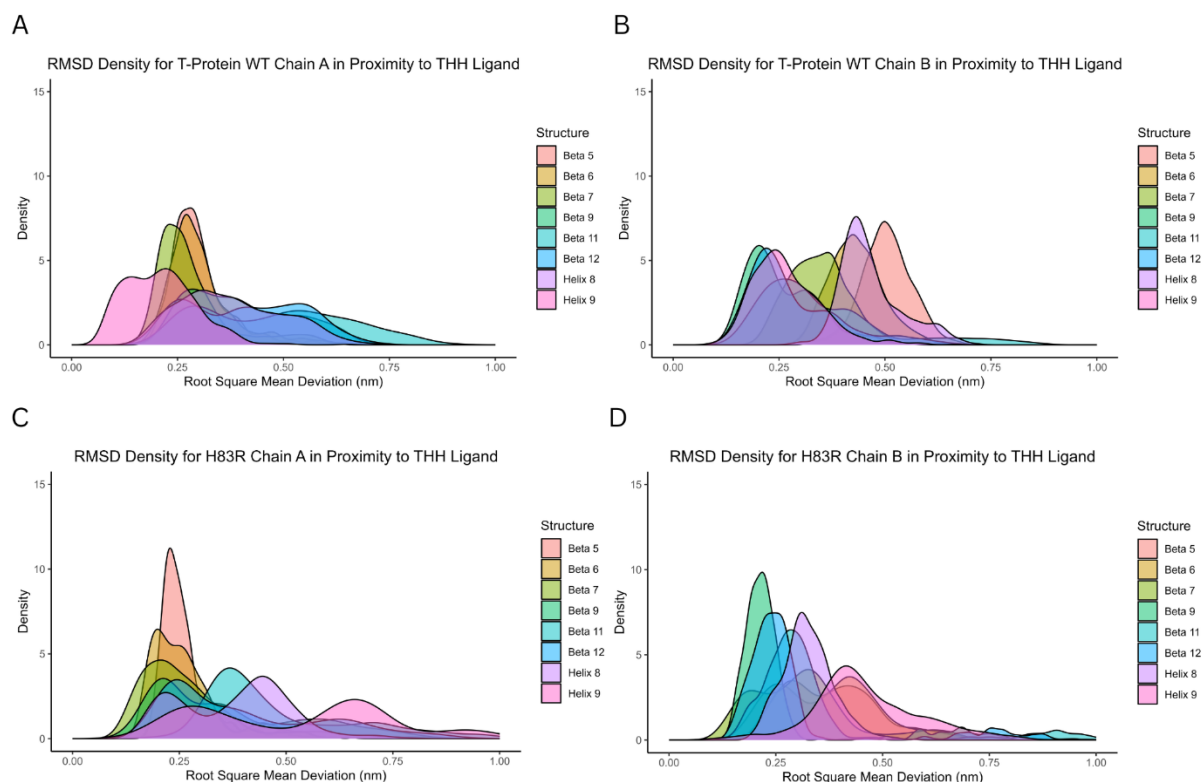 A
RMSD Density for T-Protein WT Chain A in Proximity to THH Ligand
15
10
5
0
Density
0.00
0.25
0.50
0.75
1.00
Root Square Mean Deviation (nm)
Structure
Beta 5
Beta 6
Beta 7
Beta 9
Beta 11
Beta 12
Helix 8
Helix 9
B
RMSD Density for T-Protein WT Chain B in Proximity to THH Ligand
15
10
5
0
Density
0.00
0.25
0.50
0.75
1.00
Root Square Mean Deviation (nm)
Structure
Beta 5
Beta 6
Beta 7
Beta 9
Beta 11
Beta 12
Helix 8
Helix 9
C
RMSD Density for H83R Chain A in Proximity to THH Ligand
15
10
5
0
Density
0.00
0.25
0.50
0.75
1.00
Root Square Mean Deviation (nm)
Structure
Beta 5
Beta 6
Beta 7
Beta 9
Beta 11
Beta 12
Helix 8
Helix 9
D
RMSD Density for H83R Chain B in Proximity to THH Ligand
15
10
5
0
Density
0.00
0.25
0.50
0.75
1.00
Root Square Mean Deviation (nm)
Structure
Beta 5
Beta 6
Beta 7
Beta 9
Beta 11
Beta 12
Helix 8
Helix 9